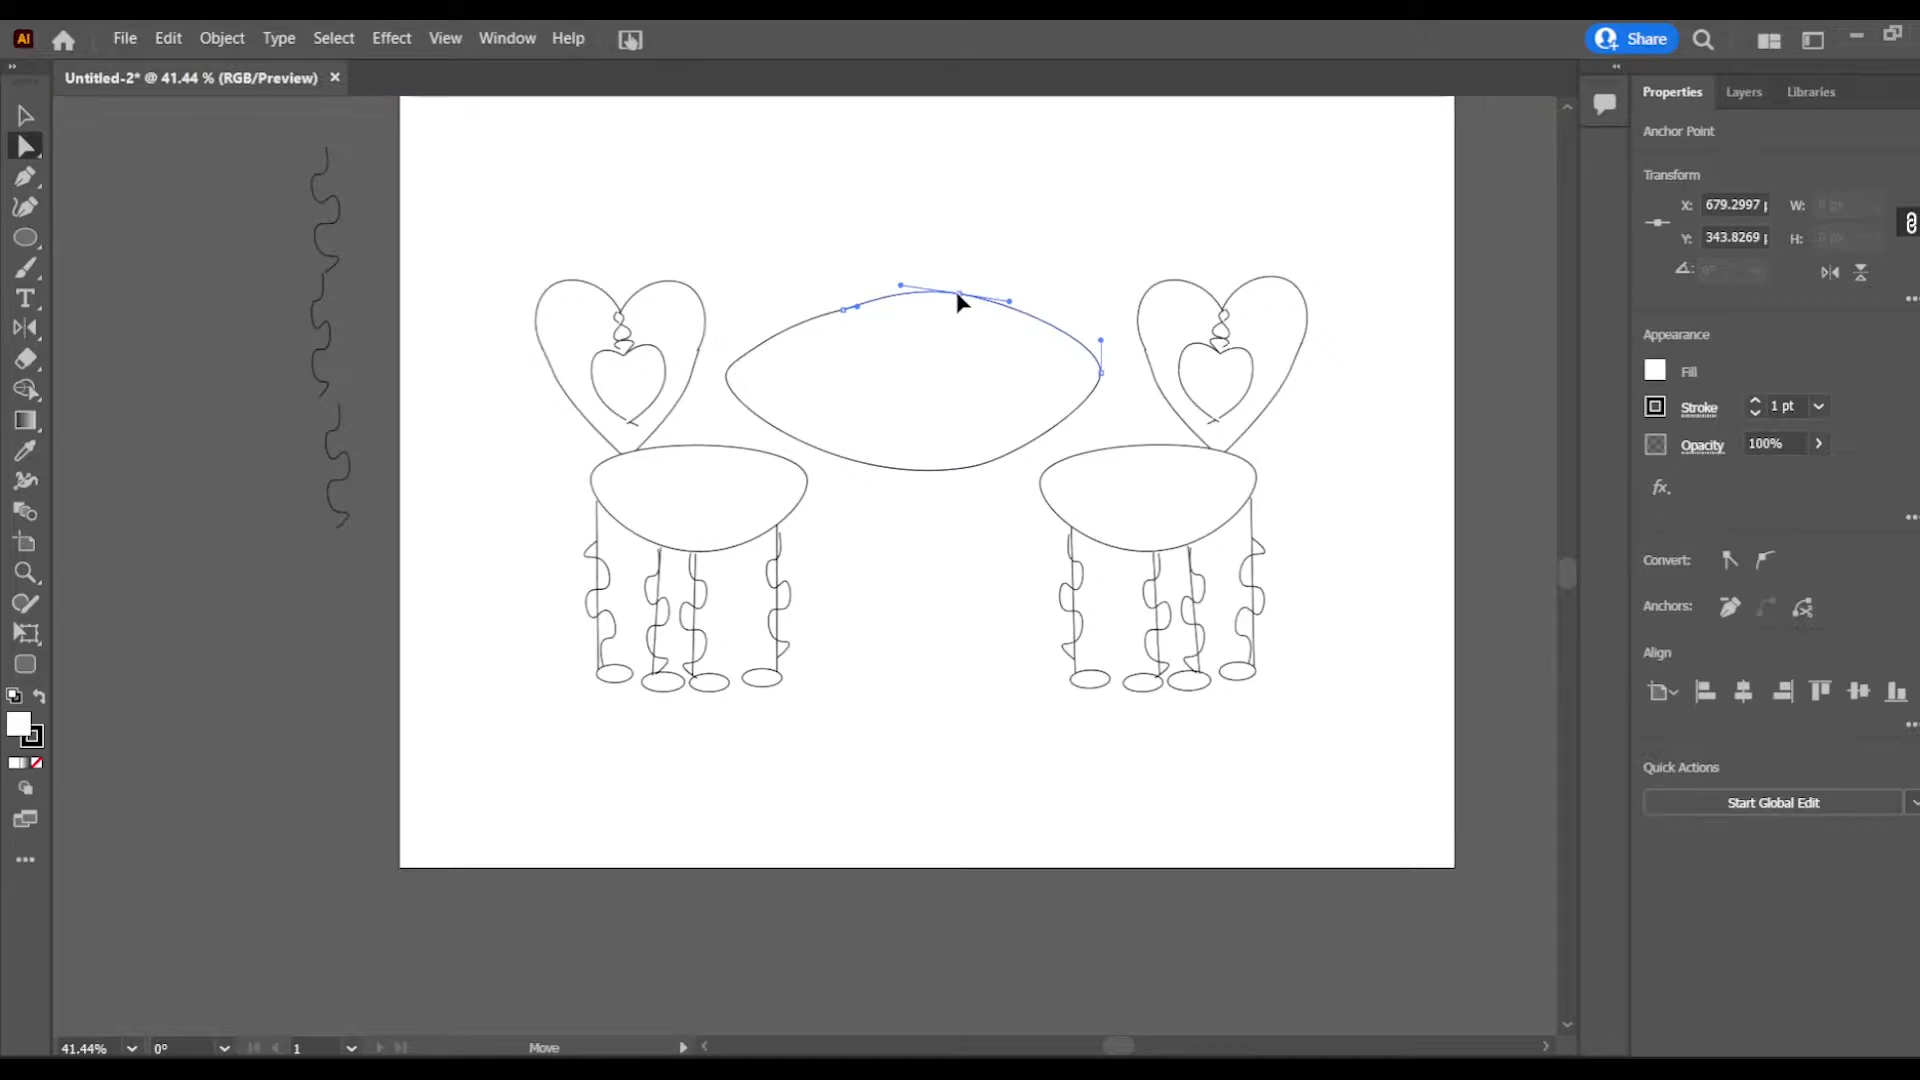 Ai
File Edit Object Type Select Effect View Window Help
Share
Untitled-2* @ 41.44 % (RGB/Preview) ×
Properties Layers Libraries
Anchor Point
Transform
X: 679.2997 W:
Y: 343.8269 H:
Appearance
Fill
Stroke 1 pt
Opacity 100%
fx.
Convert:
Anchors:
Align
Quick Actions
Start Global Edit
41.44% 0° 1 Move